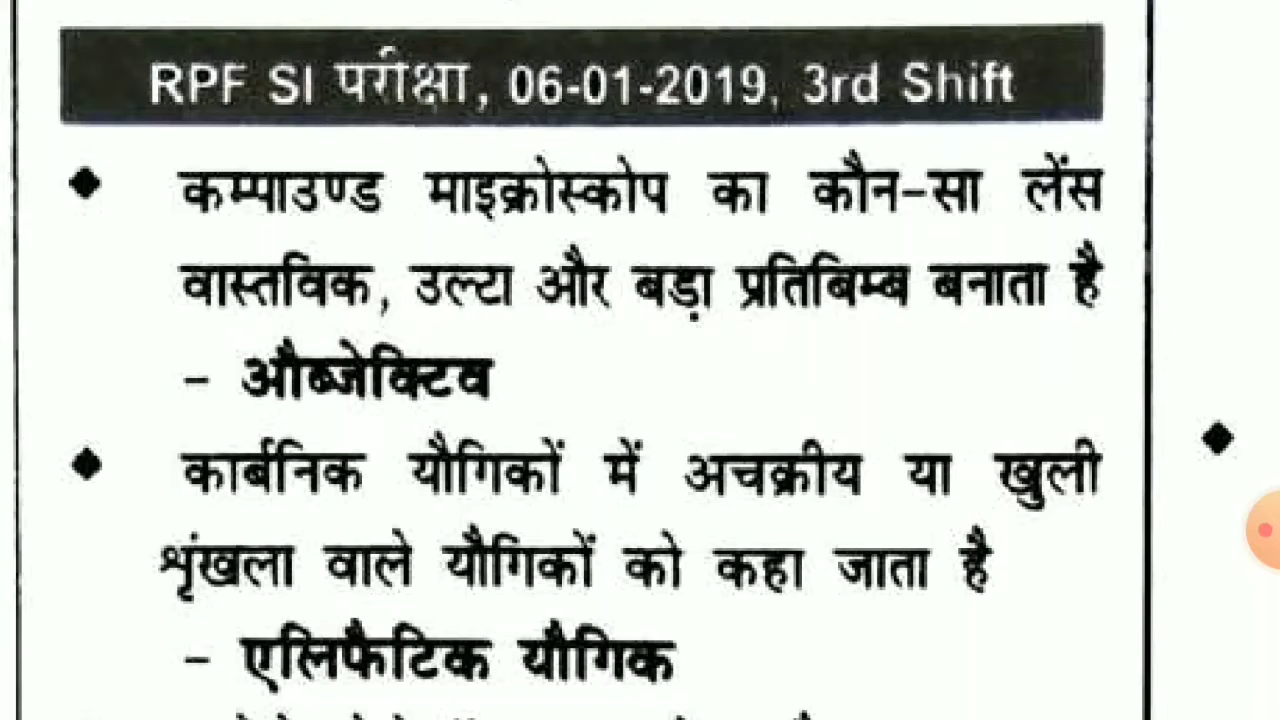 RPF SI परीक्षा, 06-01-2019, 3rd Shift
◆ कम्पाउण्ड माइक्रोस्कोप का कौन-सा लेंस
वास्तविक, उल्टा और बड़ा प्रतिबिम्ब बनाता है
- औब्जेक्टिव
◆ कार्बनिक यौगिकों में अचक्रीय या खुली
शृंखला वाले यौगिकों को कहा जाता है
- एलिफैटिक यौगिक